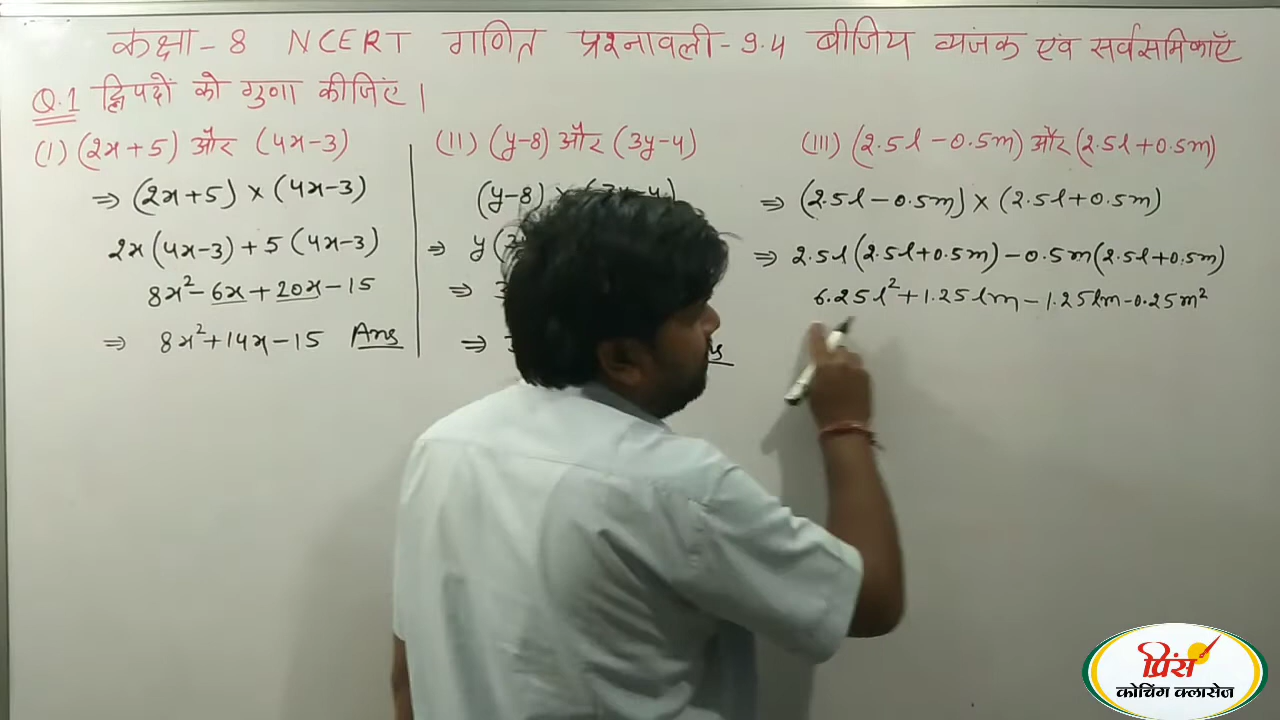 कक्षा - 8 NCERT गणित प्रश्नावली - 9.4 बीजिय व्यंजक एवं सर्वसमिकाएँ
Q.1 द्विपदों को गुणा कीजिए।
(I) (2x+5) और (4x-3)
⇒ (2x+5) × (4x-3)
2x(4x-3) + 5(4x-3)
8x² - 6x + 20x - 15
⇒ 8x² + 14x - 15 Ans
(II) (y-8) और (3y-4)
(y-8) × (3y-4)
⇒ y(
⇒
⇒
(III) (2.5l - 0.5m) और (2.5l + 0.5m)
⇒ (2.5l - 0.5m) × (2.5l + 0.5m)
⇒ 2.5l(2.5l + 0.5m) - 0.5m(2.5l + 0.5m)
6.25l² + 1.25lm - 1.25lm - 0.25m²
प्रिंस
कोचिंग क्लासेज